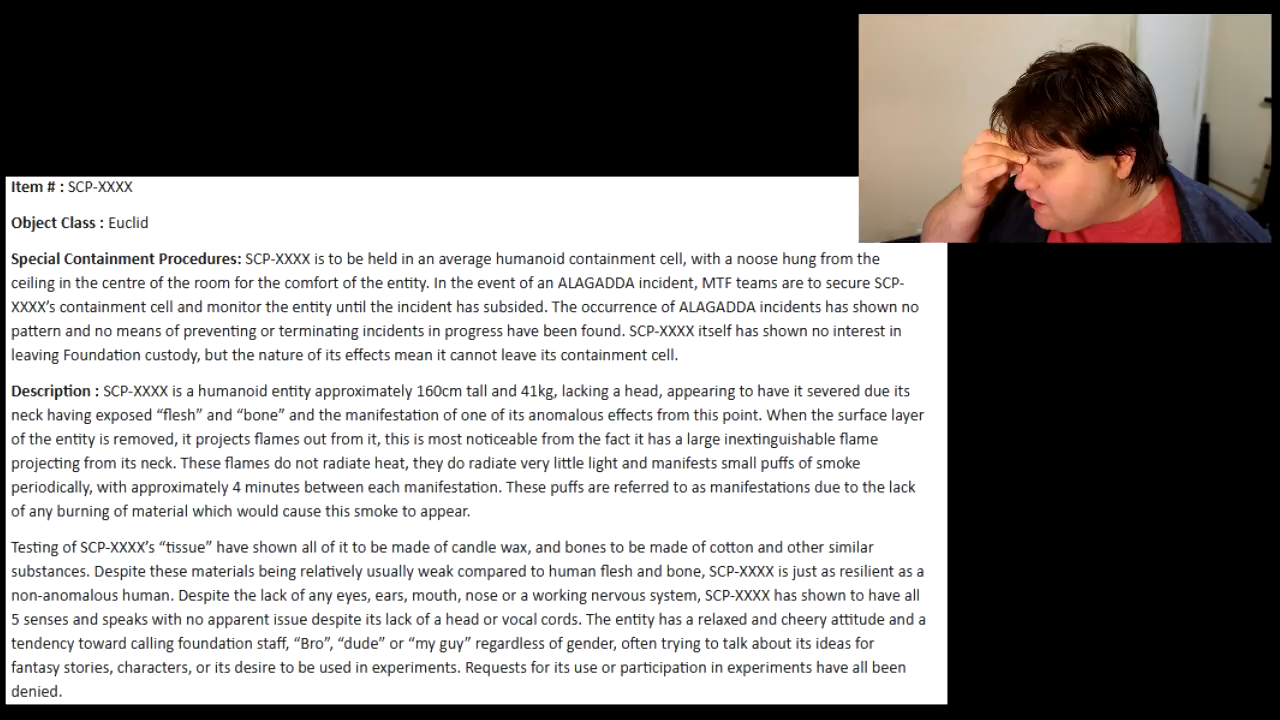 Item # : SCP-XXXX
Object Class : Euclid
Special Containment Procedures: SCP-XXXX is to be held in an average humanoid containment cell, with a noose hung from the
ceiling in the centre of the room for the comfort of the entity. In the event of an ALAGADDA incident, MTF teams are to secure SCP-
XXXX’s containment cell and monitor the entity until the incident has subsided. The occurrence of ALAGADDA incidents has shown no
pattern and no means of preventing or terminating incidents in progress have been found. SCP-XXXX itself has shown no interest in
leaving Foundation custody, but the nature of its effects mean it cannot leave its containment cell.
Description : SCP-XXXX is a humanoid entity approximately 160cm tall and 41kg, lacking a head, appearing to have it severed due its
neck having exposed “flesh” and “bone” and the manifestation of one of its anomalous effects from this point. When the surface layer
of the entity is removed, it projects flames out from it, this is most noticeable from the fact it has a large inextinguishable flame
projecting from its neck. These flames do not radiate heat, they do radiate very little light and manifests small puffs of smoke
periodically, with approximately 4 minutes between each manifestation. These puffs are referred to as manifestations due to the lack
of any burning of material which would cause this smoke to appear.
Testing of SCP-XXXX’s “tissue” have shown all of it to be made of candle wax, and bones to be made of cotton and other similar
substances. Despite these materials being relatively usually weak compared to human flesh and bone, SCP-XXXX is just as resilient as a
non-anomalous human. Despite the lack of any eyes, ears, mouth, nose or a working nervous system, SCP-XXXX has shown to have all
5 senses and speaks with no apparent issue despite its lack of a head or vocal cords. The entity has a relaxed and cheery attitude and a
tendency toward calling foundation staff, “Bro”, “dude” or “my guy” regardless of gender, often trying to talk about its ideas for
fantasy stories, characters, or its desire to be used in experiments. Requests for its use or participation in experiments have all been
denied.